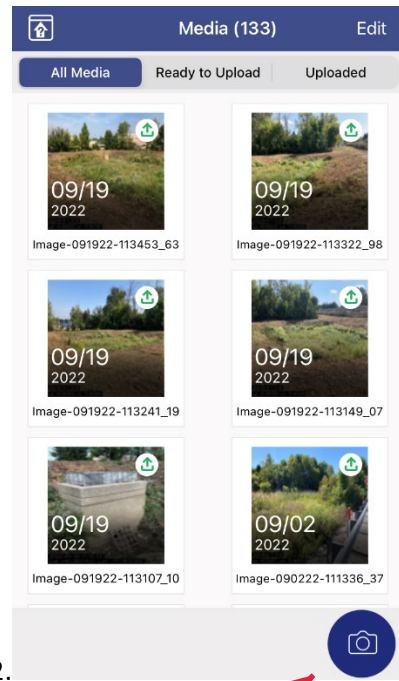 Media (133) Edit
All Media Ready to Upload Uploaded
09/19 09/19
2022 2022
Image-091922-113453_63 Image-091922-113322_98
09/19 09/19
2022 2022
Image-091922-113241_19 Image-091922-113149_07
09/19 09/02
2022 2022
Image-091922-113107_10 Image-090222-111336_37